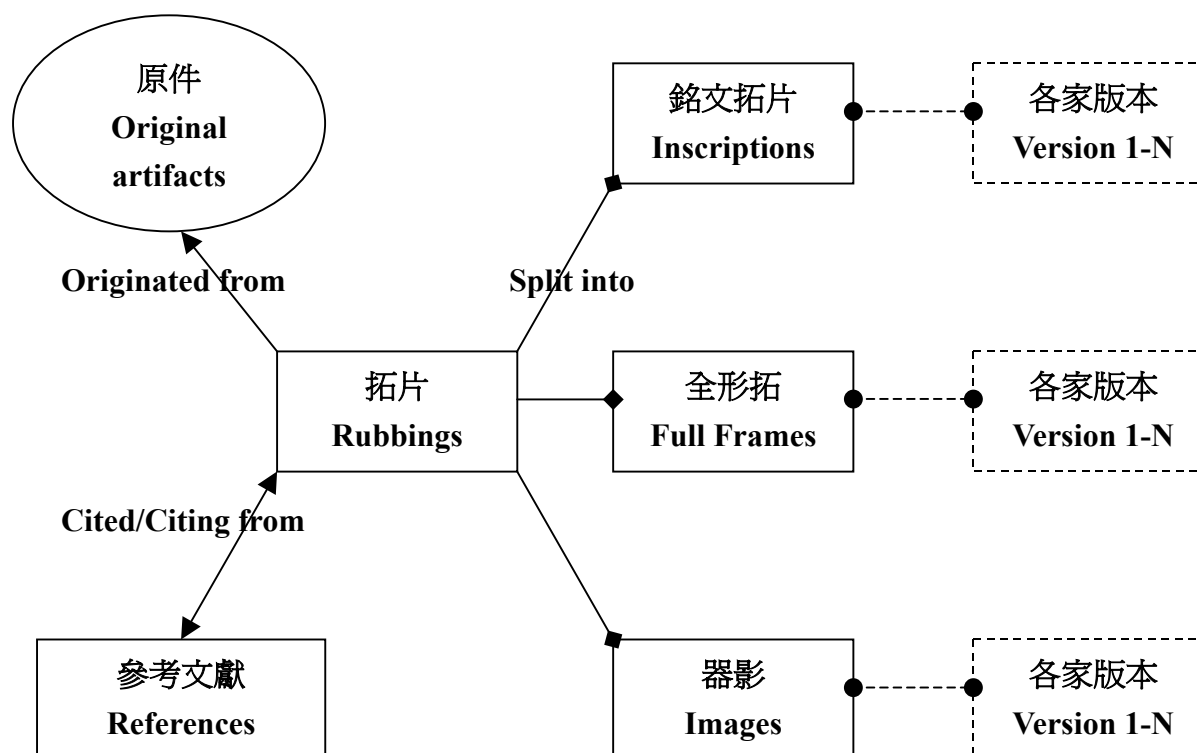 原件
Original
artifacts
銘文拓片
Inscriptions
各家版本
Version 1-N
Originated from
Split into
拓片
Rubbings
全形拓
Full Frames
各家版本
Version 1-N
Cited/Citing from
參考文獻
References
器影
Images
各家版本
Version 1-N